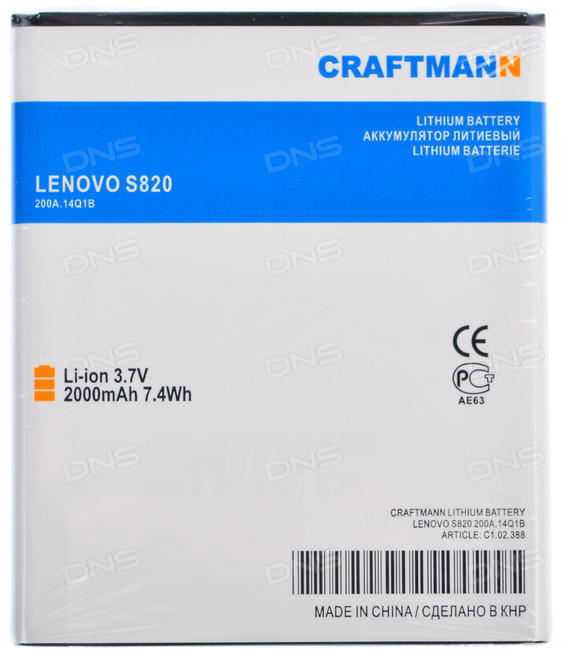 CRAFTMANN
LITHIUM BATTERY
АККУМУЛЯТОР ЛИТИЕВЫЙ
LITHIUM BATTERIE
LENOVO S820
200A.14Q1B
Li-ion 3.7V
2000mAh 7.4Wh
CE
РСТ
AE63
CRAFTMANN LITHIUM BATTERY
LENOVO S820 200A.14Q1B
ARTICLE: C1.02.388
MADE IN CHINA / СДЕЛАНО В КНР
DNS